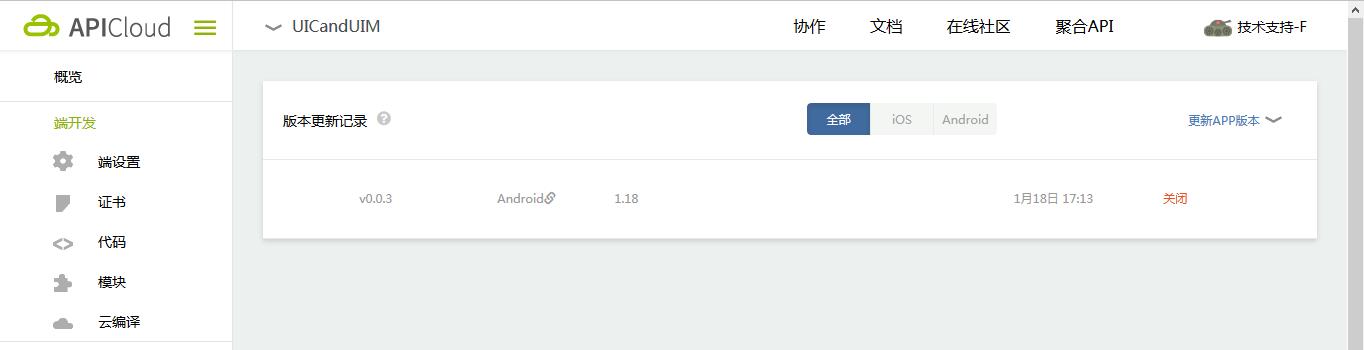 APICloud
UICandUIM
协作
文档
在线社区
聚合API
技术支持-F
概览
端开发
端设置
证书
代码
模块
云编译
版本更新记录 ?
全部
iOS
Android
更新APP版本
v0.0.3
Android
1.18
1月18日 17:13
关闭